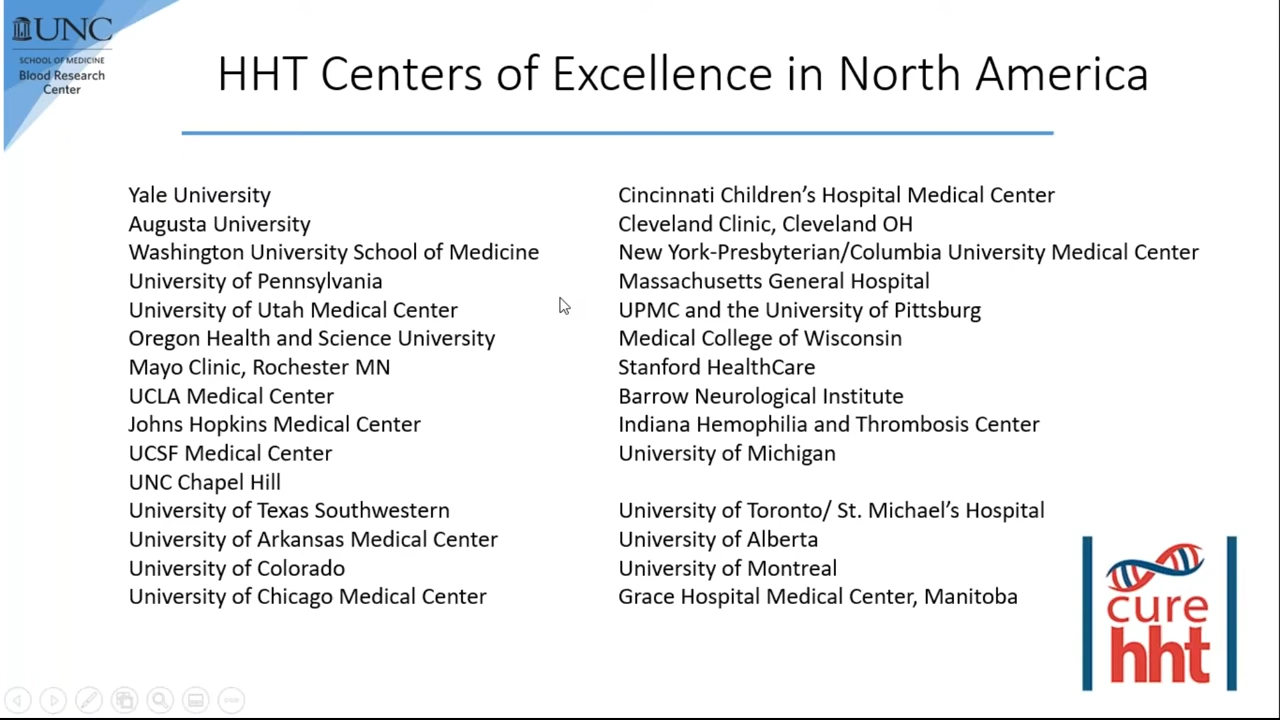 UNC
SCHOOL OF MEDICINE
Blood Research
Center
HHT Centers of Excellence in North America
Yale University
Augusta University
Washington University School of Medicine
University of Pennsylvania
University of Utah Medical Center
Oregon Health and Science University
Mayo Clinic, Rochester MN
UCLA Medical Center
Johns Hopkins Medical Center
UCSF Medical Center
UNC Chapel Hill
University of Texas Southwestern
University of Arkansas Medical Center
University of Colorado
University of Chicago Medical Center
Cincinnati Children’s Hospital Medical Center
Cleveland Clinic, Cleveland OH
New York-Presbyterian/Columbia University Medical Center
Massachusetts General Hospital
UPMC and the University of Pittsburg
Medical College of Wisconsin
Stanford HealthCare
Barrow Neurological Institute
Indiana Hemophilia and Thrombosis Center
University of Michigan
University of Toronto/ St. Michael’s Hospital
University of Alberta
University of Montreal
Grace Hospital Medical Center, Manitoba
cure
hht